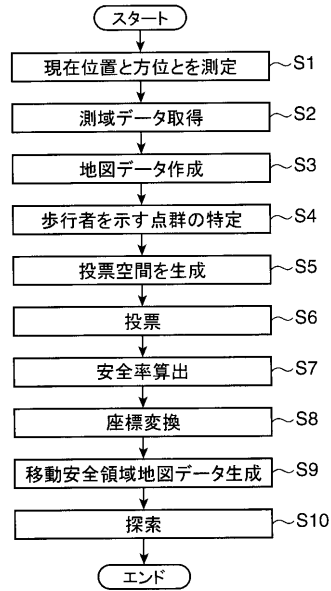 スタート
現在位置と方位とを測定 S1
測域データ取得 S2
地図データ作成 S3
歩行者を示す点群の特定 S4
投票空間を生成 S5
投票 S6
安全率算出 S7
座標変換 S8
移動安全領域地図データ生成 S9
探索 S10
エンド